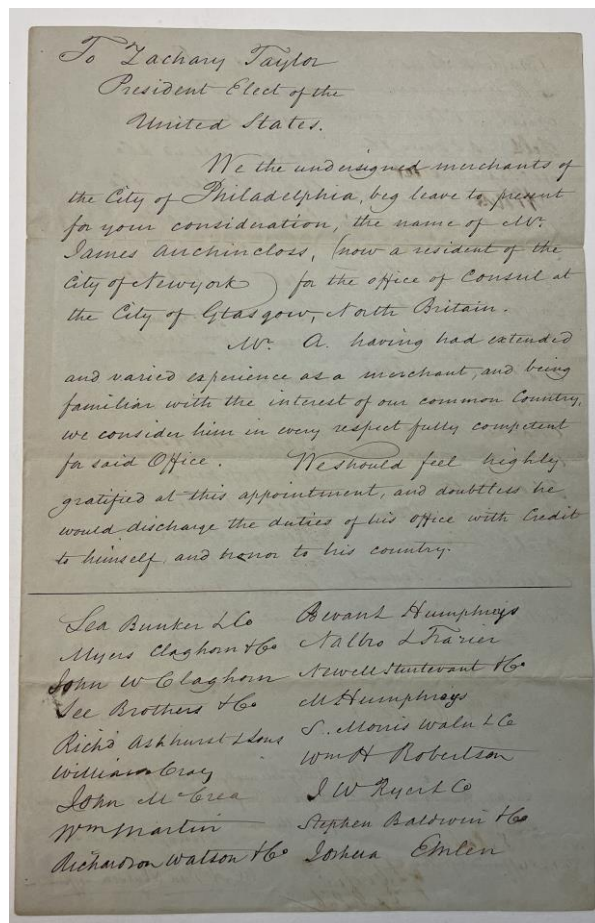 To Zachary Taylor
President Elect of the
United States.
We the undersigned merchants of
the City of Philadelphia, beg leave to present
for your consideration, the name of Mr.
James Auchincloss, (now a resident of the
City of Newyork) for the office of Consul at
the City of Glasgow, North Britain.
Mr. A. having had extended
and varied experience as a merchant, and being
familiar with the interest of our common Country,
we consider him in every respect fully competent
for said Office. We should feel highly
gratified at this appointment, and doubtless he
would discharge the duties of his office with Credit
to himself, and honor to his country.
Lea Bunker & Co
Myers Claghorn & Co
John W Claghorn
Lee Brothers & Co
Richd Ashhurst & Sons
William Cray
John McCrea
Wm Martin
Richardson Watson & Co
Bevan & Humphreys
Nalbro & Frazier
Newell Sturtevant & Co
M Humphreys
S. Morris Waln & Co
Wm H Robertson
Stephen Baldwin & Co
Joshua Emlen